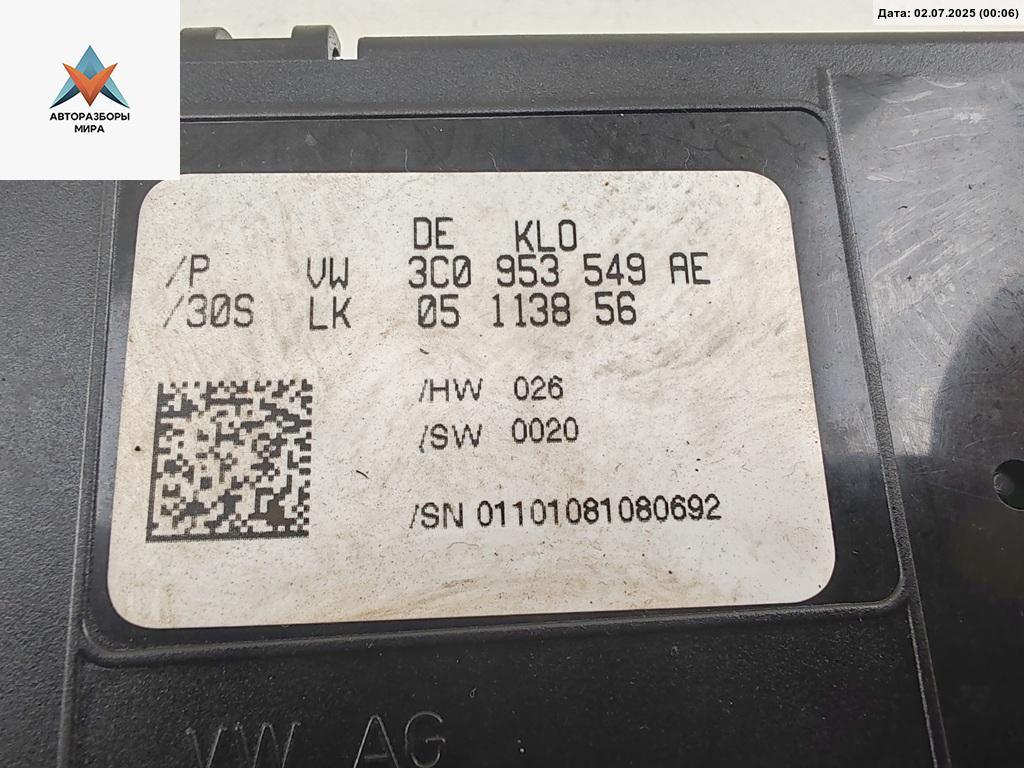 Дата: 02.07.2025 (00:06)
АВТОРАЗБОРЫ
МИРА
DE KLO
/P VW 3C0 953 549 AE
/30S LK 05 1138 56
/HW 026
/SW 0020
/SN 01101081080692
VW AG